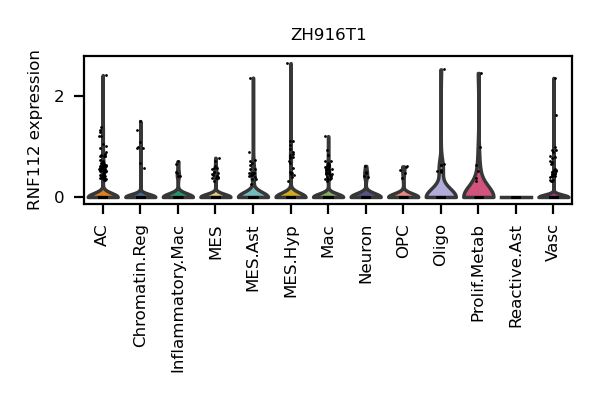 ZH916T1
RNF112 expression
2
0
AC
Chromatin.Reg
Inflammatory.Mac
MES
MES.Ast
MES.Hyp
Mac
Neuron
OPC
Oligo
Prolif.Metab
Reactive.Ast
Vasc